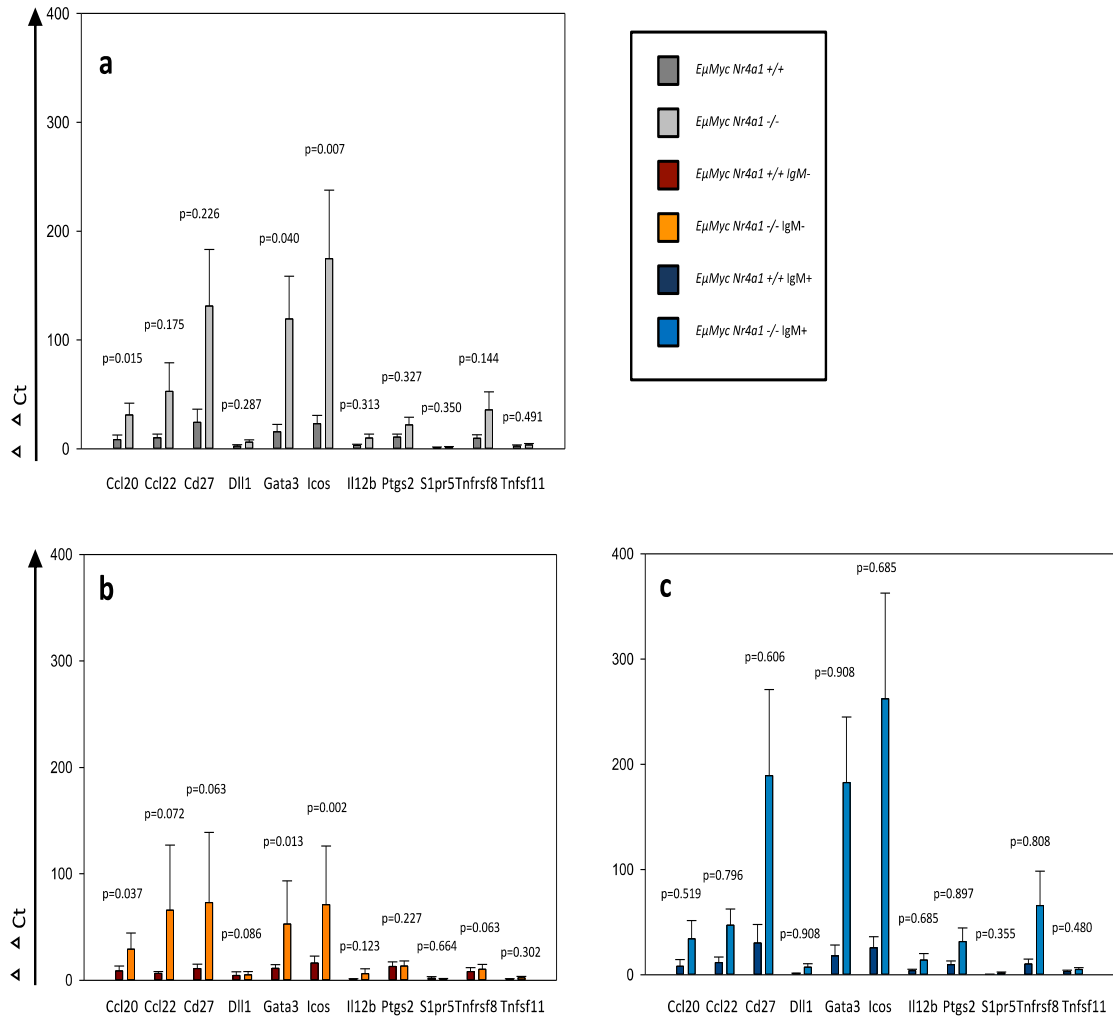 400
a
300
200
100
0
Δ Δ Ct
p=0.015
p=0.175
p=0.226
p=0.287
p=0.040
p=0.007
p=0.313
p=0.327
p=0.350
p=0.144
p=0.491
Ccl20 Ccl22 Cd27 Dll1 Gata3 Icos Il12b Ptgs2 S1pr5 Tnfrsf8 Tnfsf11
EμMyc Nr4a1 +/+
EμMyc Nr4a1 -/-
EμMyc Nr4a1 +/+ IgM-
EμMyc Nr4a1 -/- IgM-
EμMyc Nr4a1 +/+ IgM+
EμMyc Nr4a1 -/- IgM+
400
b
300
200
100
0
Δ Δ Ct
p=0.037
p=0.072
p=0.063
p=0.086
p=0.013
p=0.002
p=0.123
p=0.227
p=0.664
p=0.063
p=0.302
Ccl20 Ccl22 Cd27 Dll1 Gata3 Icos Il12b Ptgs2 S1pr5 Tnfrsf8 Tnfsf11
400
c
300
200
100
0
p=0.519
p=0.796
p=0.606
p=0.908
p=0.908
p=0.685
p=0.685
p=0.897
p=0.355
p=0.808
p=0.480
Ccl20 Ccl22 Cd27 Dll1 Gata3 Icos Il12b Ptgs2 S1pr5 Tnfrsf8 Tnfsf11